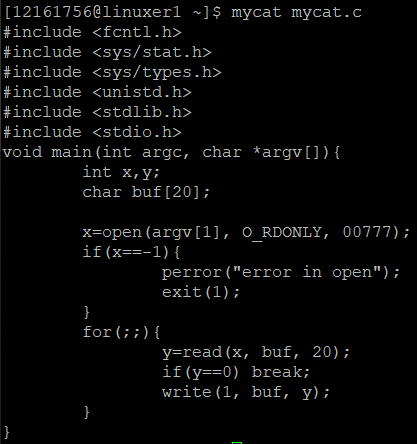 [12161756@linuxer1 ~]$ mycat mycat.c
#include <fcntl.h>
#include <sys/stat.h>
#include <sys/types.h>
#include <unistd.h>
#include <stdlib.h>
#include <stdio.h>
void main(int argc, char *argv[]){
        int x,y;
        char buf[20];

        x=open(argv[1], O_RDONLY, 00777);
        if(x==-1){
                perror("error in open");
                exit(1);
        }
        for(;;){
                y=read(x, buf, 20);
                if(y==0) break;
                write(1, buf, y);
        }
}